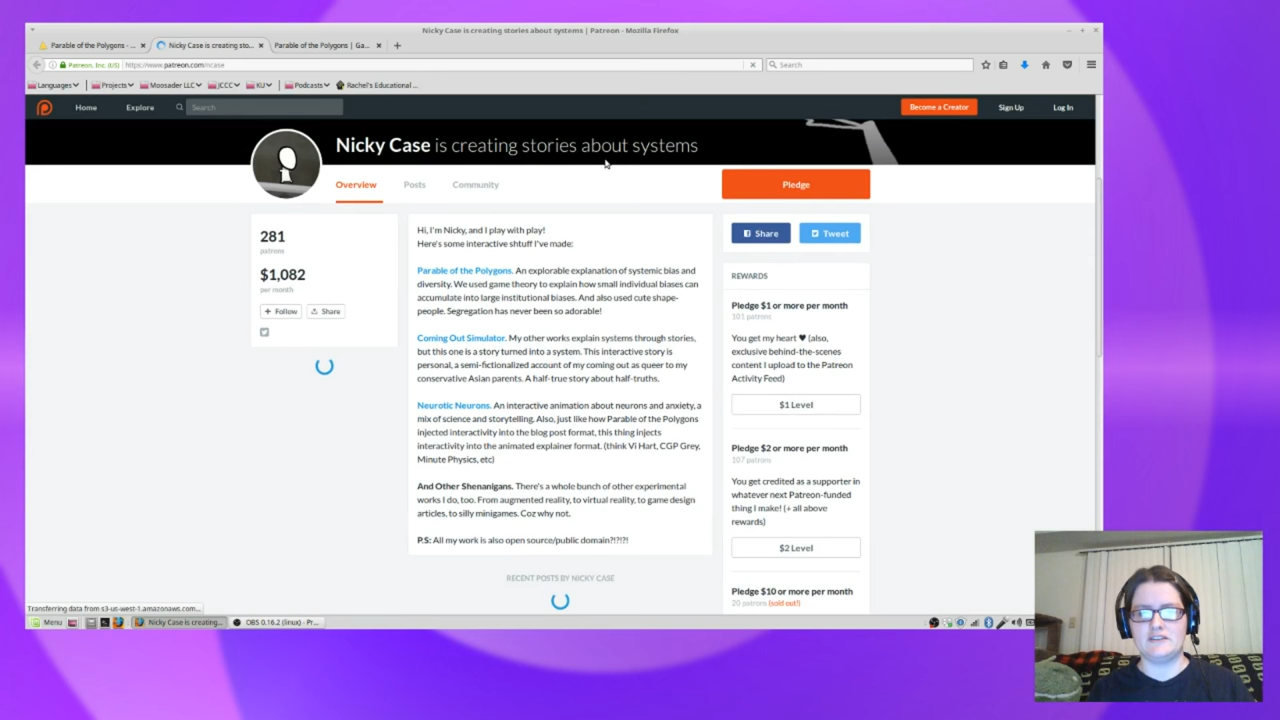 Nicky Case is creating stories about systems | Patreon - Mozilla Firefox
Parable of the Polygons - ...
Nicky Case is creating sto...
Parable of the Polygons | Ga...
Patreon, Inc. (US)
https://www.patreon.com/ncase
Search
Languages
Projects
Moosader LLC
JCCC
KU
Podcasts
Rachel's Educational ...
Home
Explore
Search
Become a Creator
Sign Up
Log In
Nicky Case is creating stories about systems
Overview
Posts
Community
Pledge
281
patrons
$1,082
per month
+ Follow
Share
Hi, I'm Nicky, and I play with play!
Here's some interactive shtuff I've made:
Parable of the Polygons. An explorable explanation of systemic bias and
diversity. We used game theory to explain how small individual biases can
accumulate into large institutional biases. And also used cute shape-
people. Segregation has never been so adorable!
Coming Out Simulator. My other works explain systems through stories,
but this one is a story turned into a system. This interactive story is
personal, a semi-fictionalized account of my coming out as queer to my
conservative Asian parents. A half-true story about half-truths.
Neurotic Neurons. An interactive animation about neurons and anxiety, a
mix of science and storytelling. Also, just like how Parable of the Polygons
injected interactivity into the blog post format, this thing injects
interactivity into the animated explainer format. (think Vi Hart, CGP Grey,
Minute Physics, etc)
And Other Shenanigans. There's a whole bunch of other experimental
works I do, too. From augmented reality, to virtual reality, to game design
articles, to silly minigames. Coz why not.
P.S: All my work is also open source/public domain?!?!?!
RECENT POSTS BY NICKY CASE
Share
Tweet
REWARDS
Pledge $1 or more per month
101 patrons
You get my heart ♥ (also,
exclusive behind-the-scenes
content I upload to the Patreon
Activity Feed)
$1 Level
Pledge $2 or more per month
107 patrons
You get credited as a supporter in
whatever next Patreon-funded
thing I make! (+ all above
rewards)
$2 Level
Pledge $10 or more per month
20 patrons (sold out!)
Transferring data from s3-us-west-1.amazonaws.com...
Menu
Nicky Case is creating...
OBS 0.16.2 (linux) - Pr...